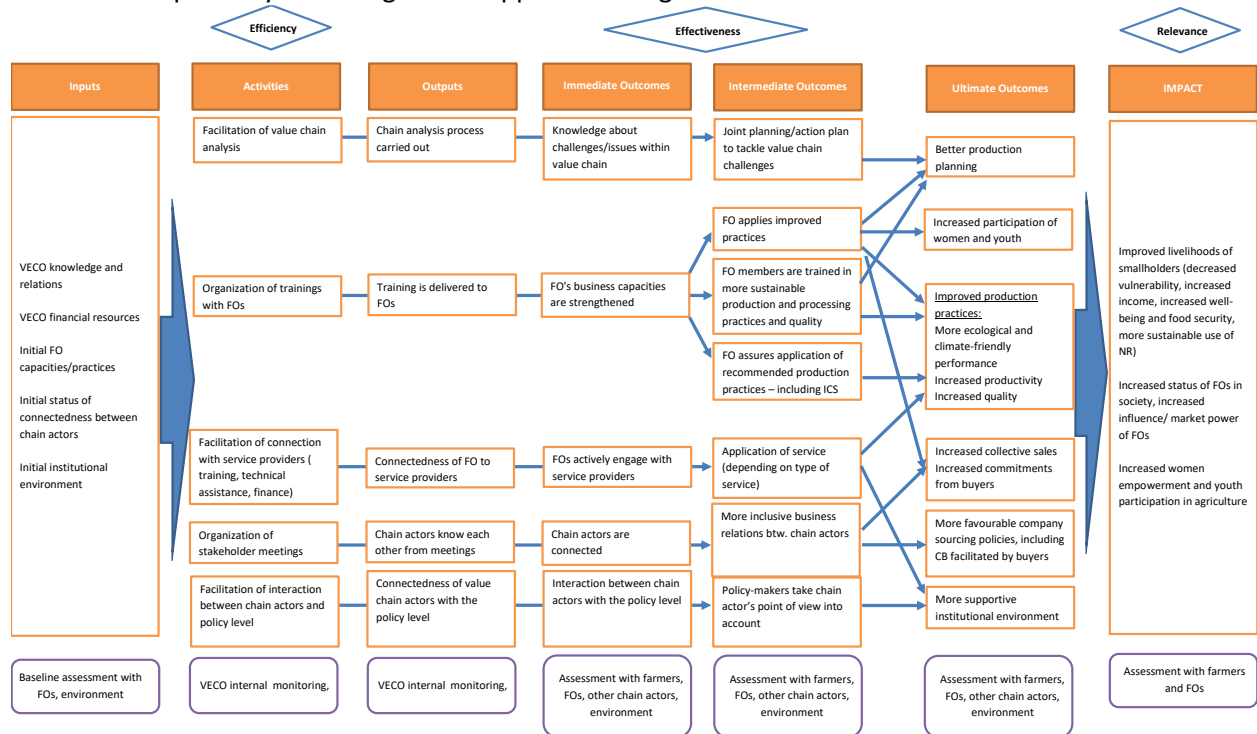 Efficiency
Effectiveness
Relevance
Inputs
Activities
Outputs
Immediate Outcomes
Intermediate Outcomes
Ultimate Outcomes
IMPACT
VECO knowledge and
relations
VECO financial resources
Initial FO
capacities/practices
Initial status of
connectedness between
chain actors
Initial institutional
environment
Facilitation of value chain
analysis
Chain analysis process
carried out
Knowledge about
challenges/issues within
value chain
Joint planning/action plan
to tackle value chain
challenges
Better production
planning
Organization of trainings
with FOs
Training is delivered to
FOs
FO's business capacities
are strengthened
FO applies improved
practices
FO members are trained in
more sustainable
production and processing
practices and quality
FO assures application of
recommended production
practices – including ICS
Increased participation of
women and youth
Improved production
practices:
More ecological and
climate-friendly
performance
Increased productivity
Increased quality
Facilitation of connection
with service providers (
training, technical
assistance, finance)
Connectedness of FO to
service providers
FOs actively engage with
service providers
Application of service
(depending on type of
service)
Increased collective sales
Increased commitments
from buyers
Organization of
stakeholder meetings
Chain actors know each
other from meetings
Chain actors are
connected
More inclusive business
relations btw. chain actors
More favourable company
sourcing policies, including
CB facilitated by buyers
Facilitation of interaction
between chain actors and
policy level
Connectedness of value
chain actors with the
policy level
Interaction between chain
actors with the policy level
Policy-makers take chain
actor's point of view into
account
More supportive
institutional environment
Improved livelihoods of
smallholders (decreased
vulnerability, increased
income, increased well-
being and food security,
more sustainable use of
NR)
Increased status of FOs in
society, increased
influence/ market power
of FOs
Increased women
empowerment and youth
participation in agriculture
Baseline assessment with
FOs, environment
VECO internal monitoring,
VECO internal monitoring,
Assessment with farmers,
FOs, other chain actors,
environment
Assessment with farmers,
FOs, other chain actors,
environment
Assessment with farmers,
FOs, other chain actors,
environment
Assessment with farmers
and FOs